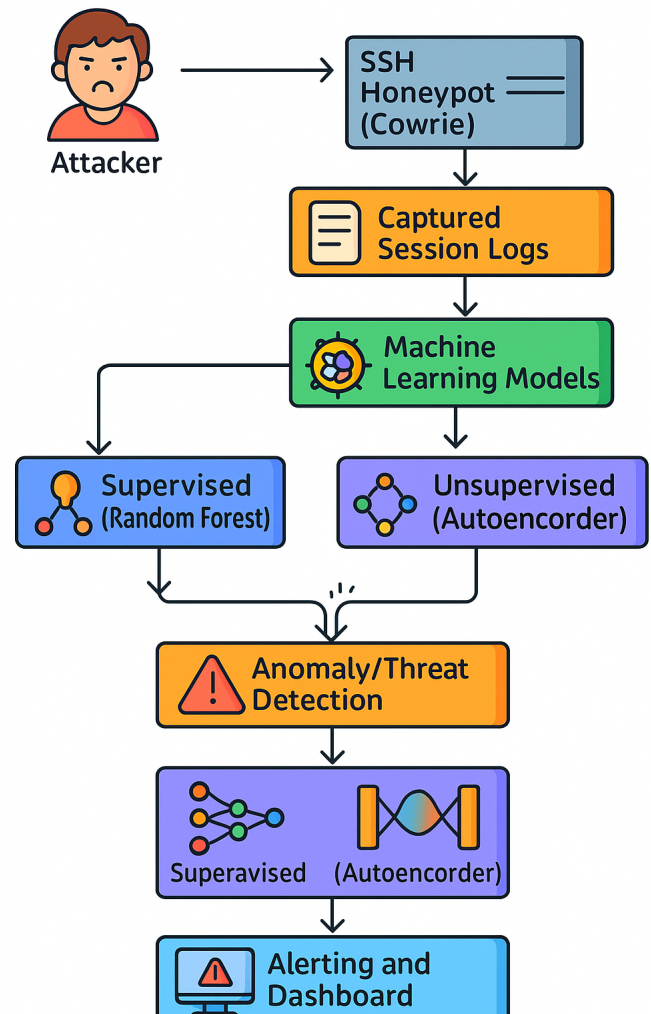 Attacker
SSH
Honeypot
(Cowrie)
Captured
Session Logs
Machine
Learning Models
Supervised
(Random Forest)
Unsupervised
(Autoencorder)
Anomaly/Threat
Detection
Superavised
(Autoencorder)
Alerting and
Dashboard